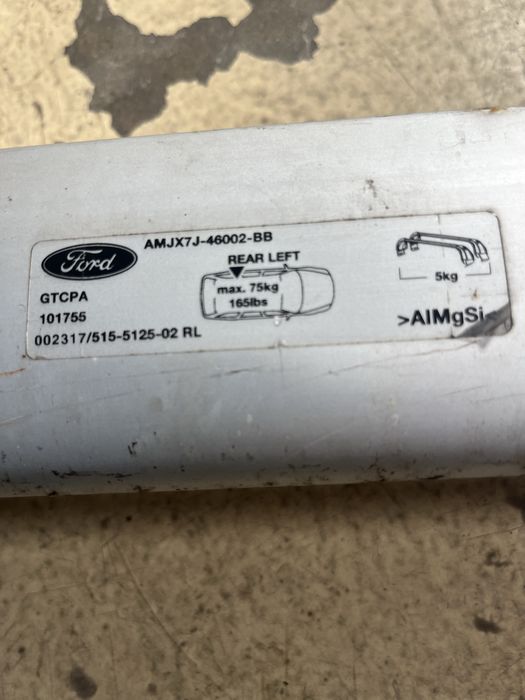 Ford
AMJX7J-46002-BB
GTCPA
101755
002317/515-5125-02 RL
REAR LEFT
max. 75kg
165lbs
5kg
>AlMgSi<